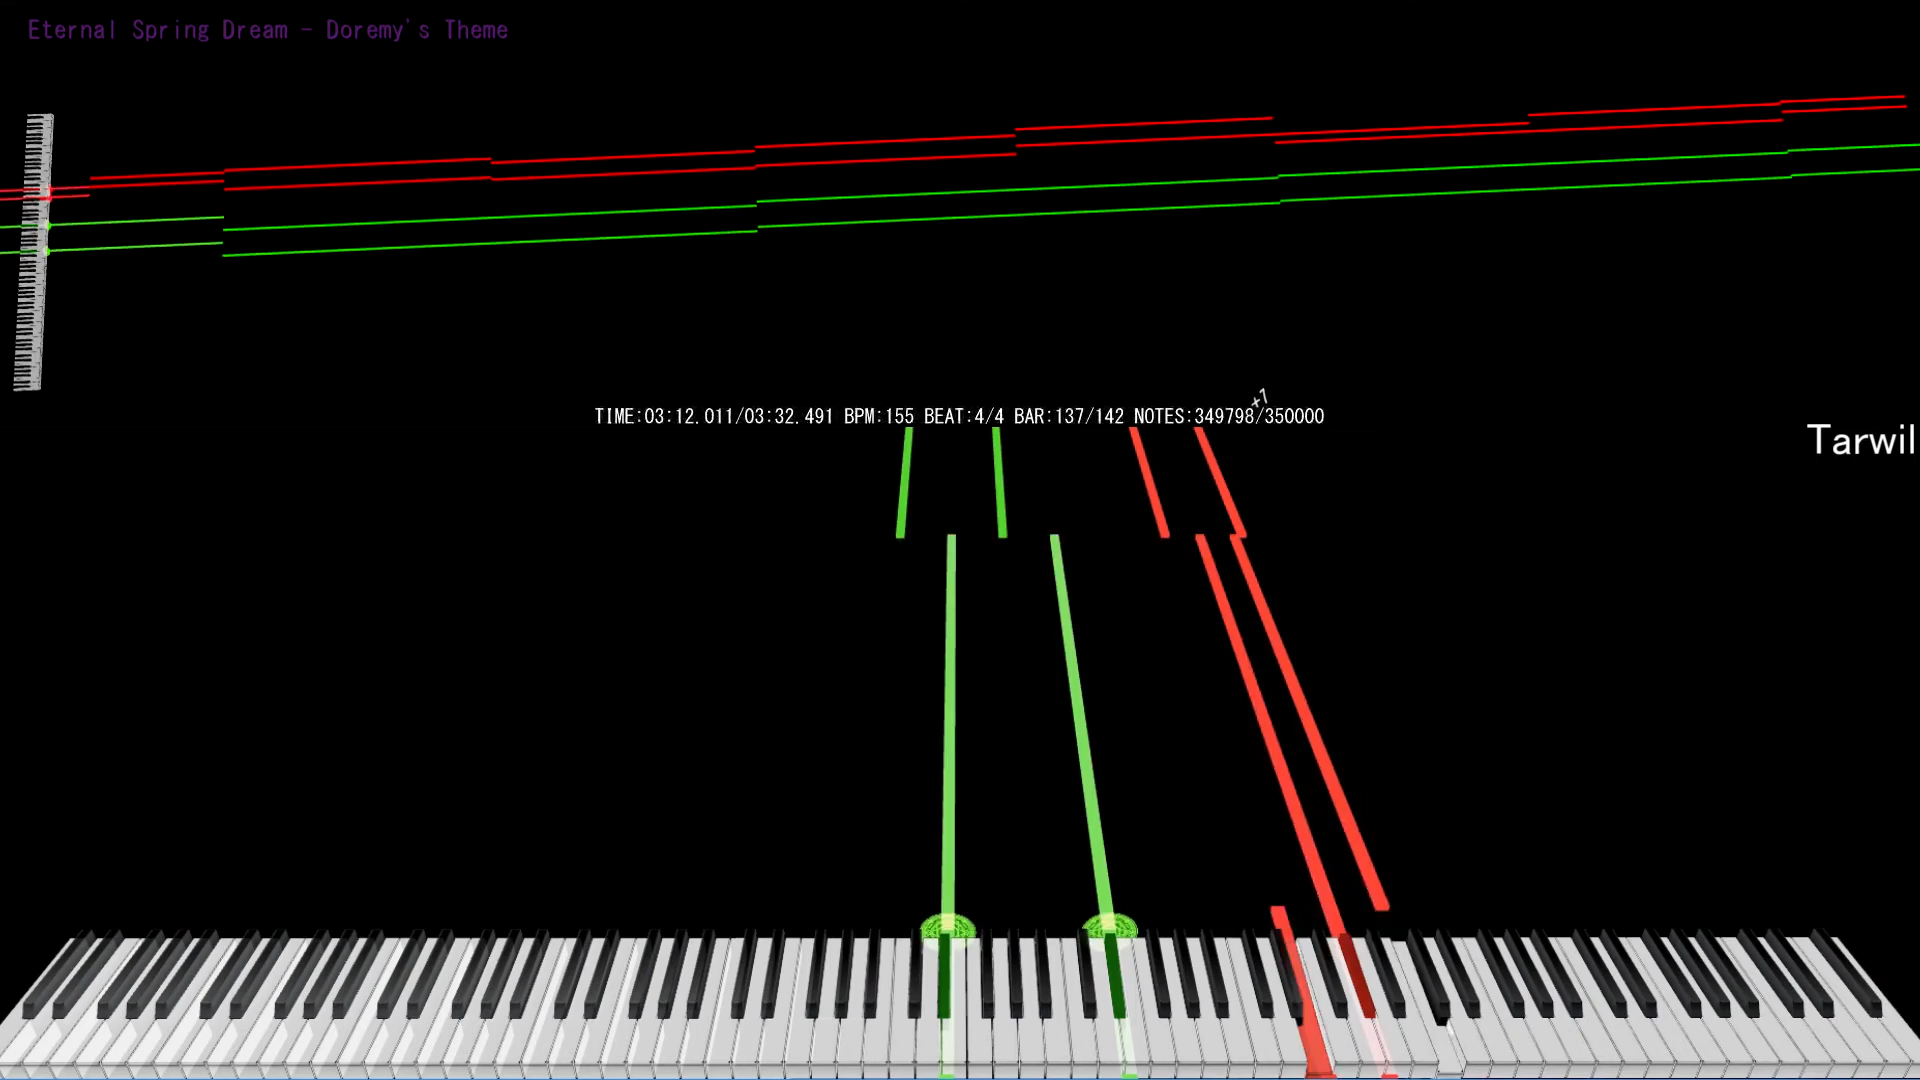 Eternal Spring Dream - Doremy's Theme
+7
TIME:03:12.011/03:32.491 BPM:155 BEAT:4/4 BAR:137/142 NOTES:349798/350000
Tarwil